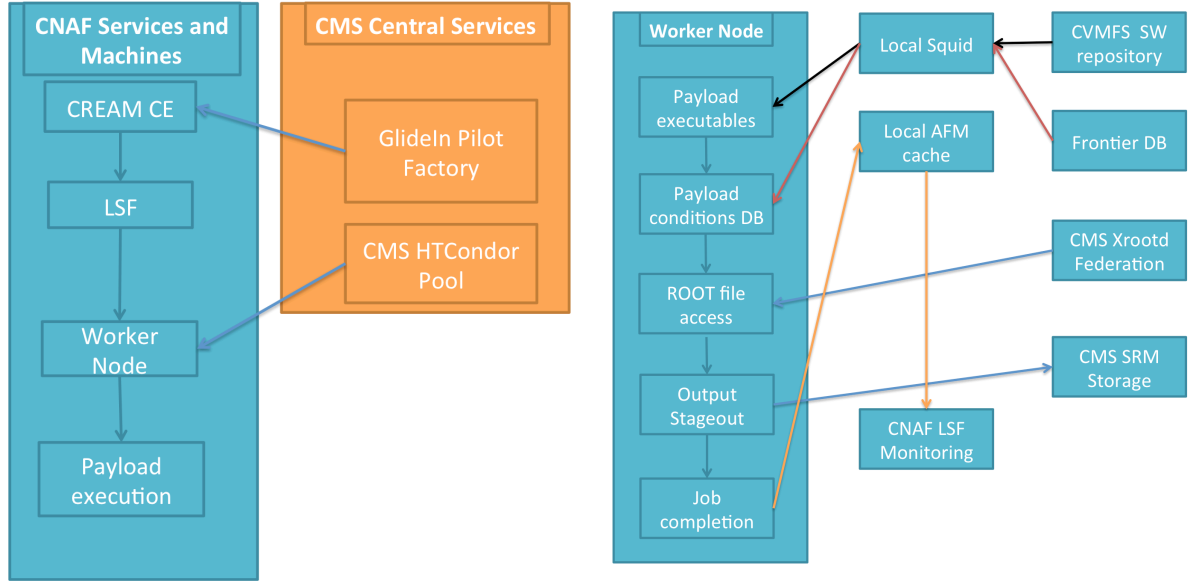 CNAF Services and
Machines
CREAM CE
LSF
Worker
Node
Payload
execution
CMS Central Services
GlideIn Pilot
Factory
CMS HTCondor
Pool
Worker Node
Payload
executables
Payload
conditions DB
ROOT file
access
Output
Stageout
Job
completion
Local Squid
Local AFM
cache
CNAF LSF
Monitoring
CVMFS SW
repository
Frontier DB
CMS Xrootd
Federation
CMS SRM
Storage